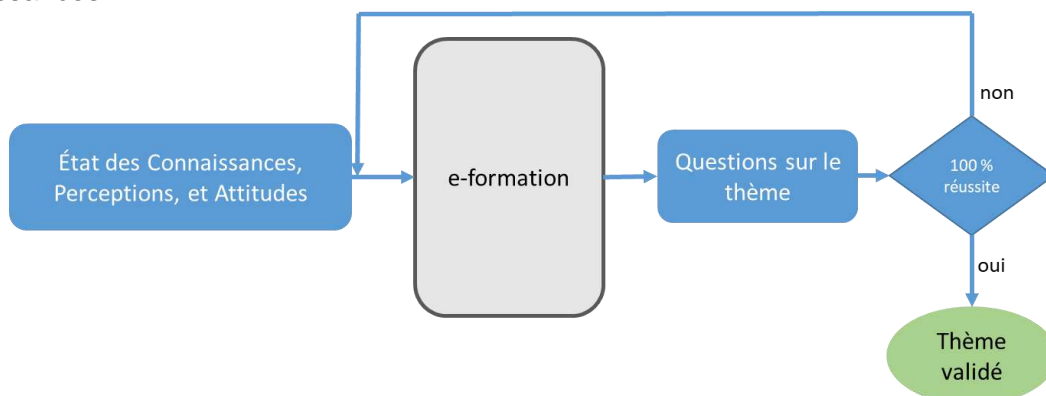 État des Connaissances,
Perceptions, et Attitudes
e-formation
Questions sur le
thème
100 %
réussite
non
oui
Thème
validé